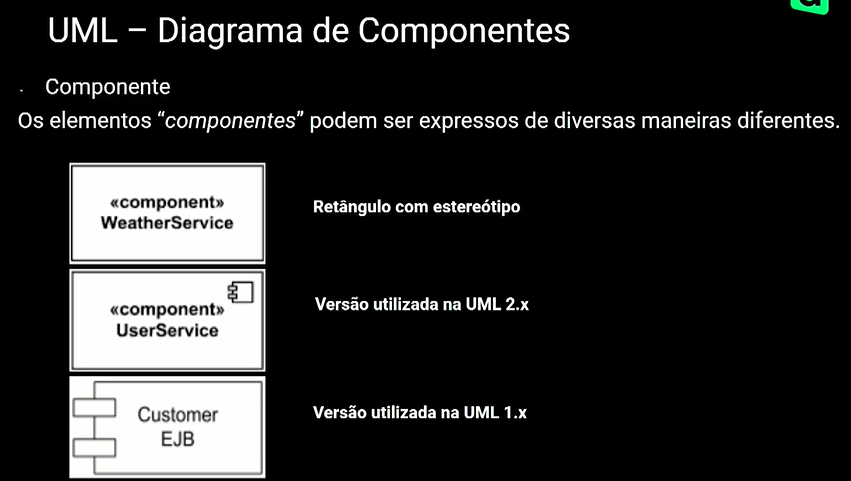 UML – Diagrama de Componentes
· Componente
Os elementos “componentes” podem ser expressos de diversas maneiras diferentes.
«component»
WeatherService
Retângulo com estereótipo
«component»
UserService
Versão utilizada na UML 2.x
Customer
EJB
Versão utilizada na UML 1.x